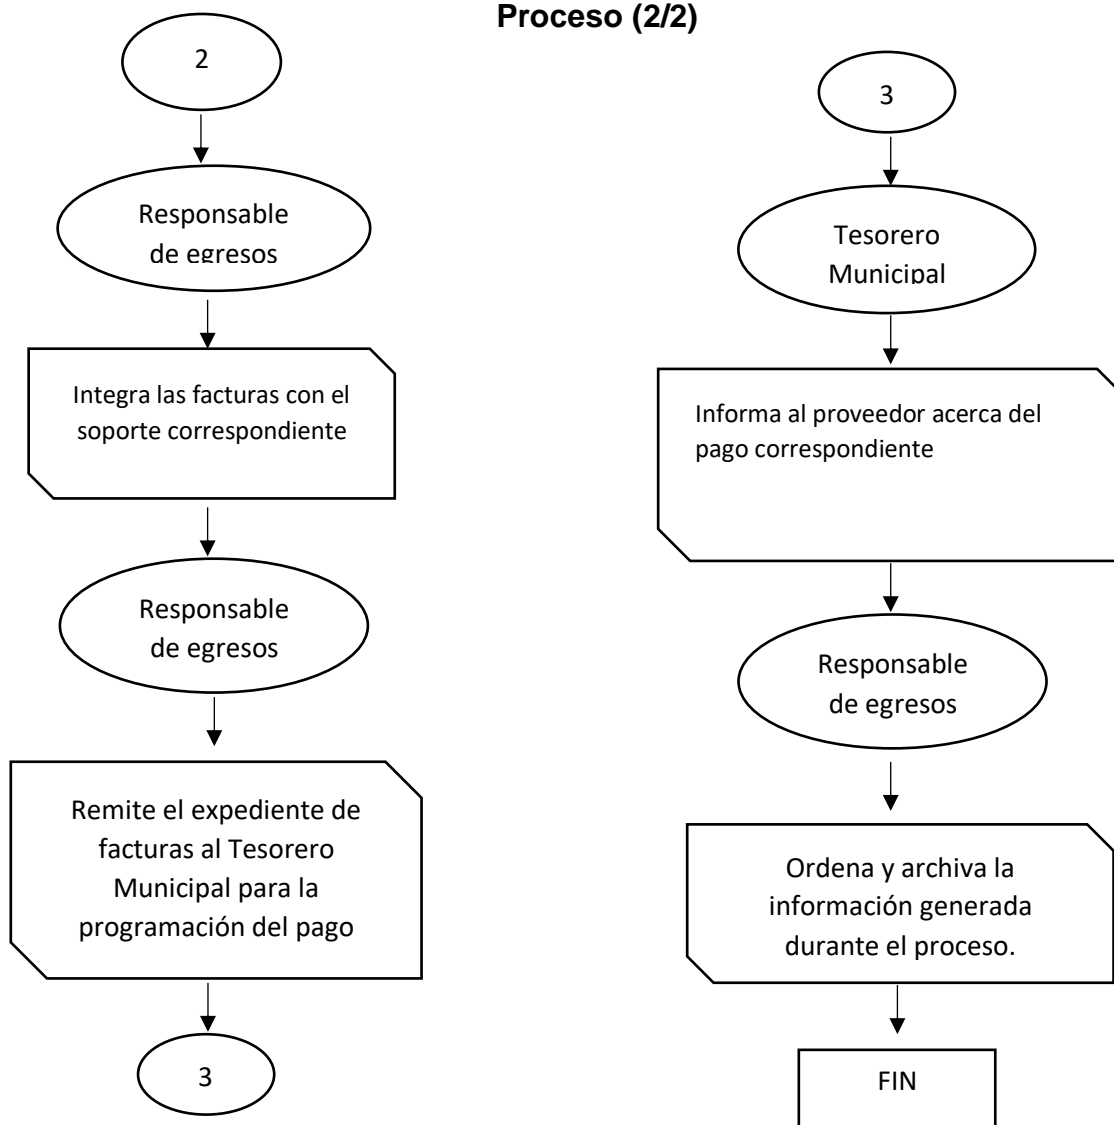 Proceso (2/2)
2
Responsable
de egresos
Integra las facturas con el
soporte correspondiente
Responsable
de egresos
Remite el expediente de
facturas al Tesorero
Municipal para la
programación del pago
3
3
Tesorero
Municipal
Informa al proveedor acerca del
pago correspondiente
Responsable
de egresos
Ordena y archiva la
información generada
durante el proceso.
FIN